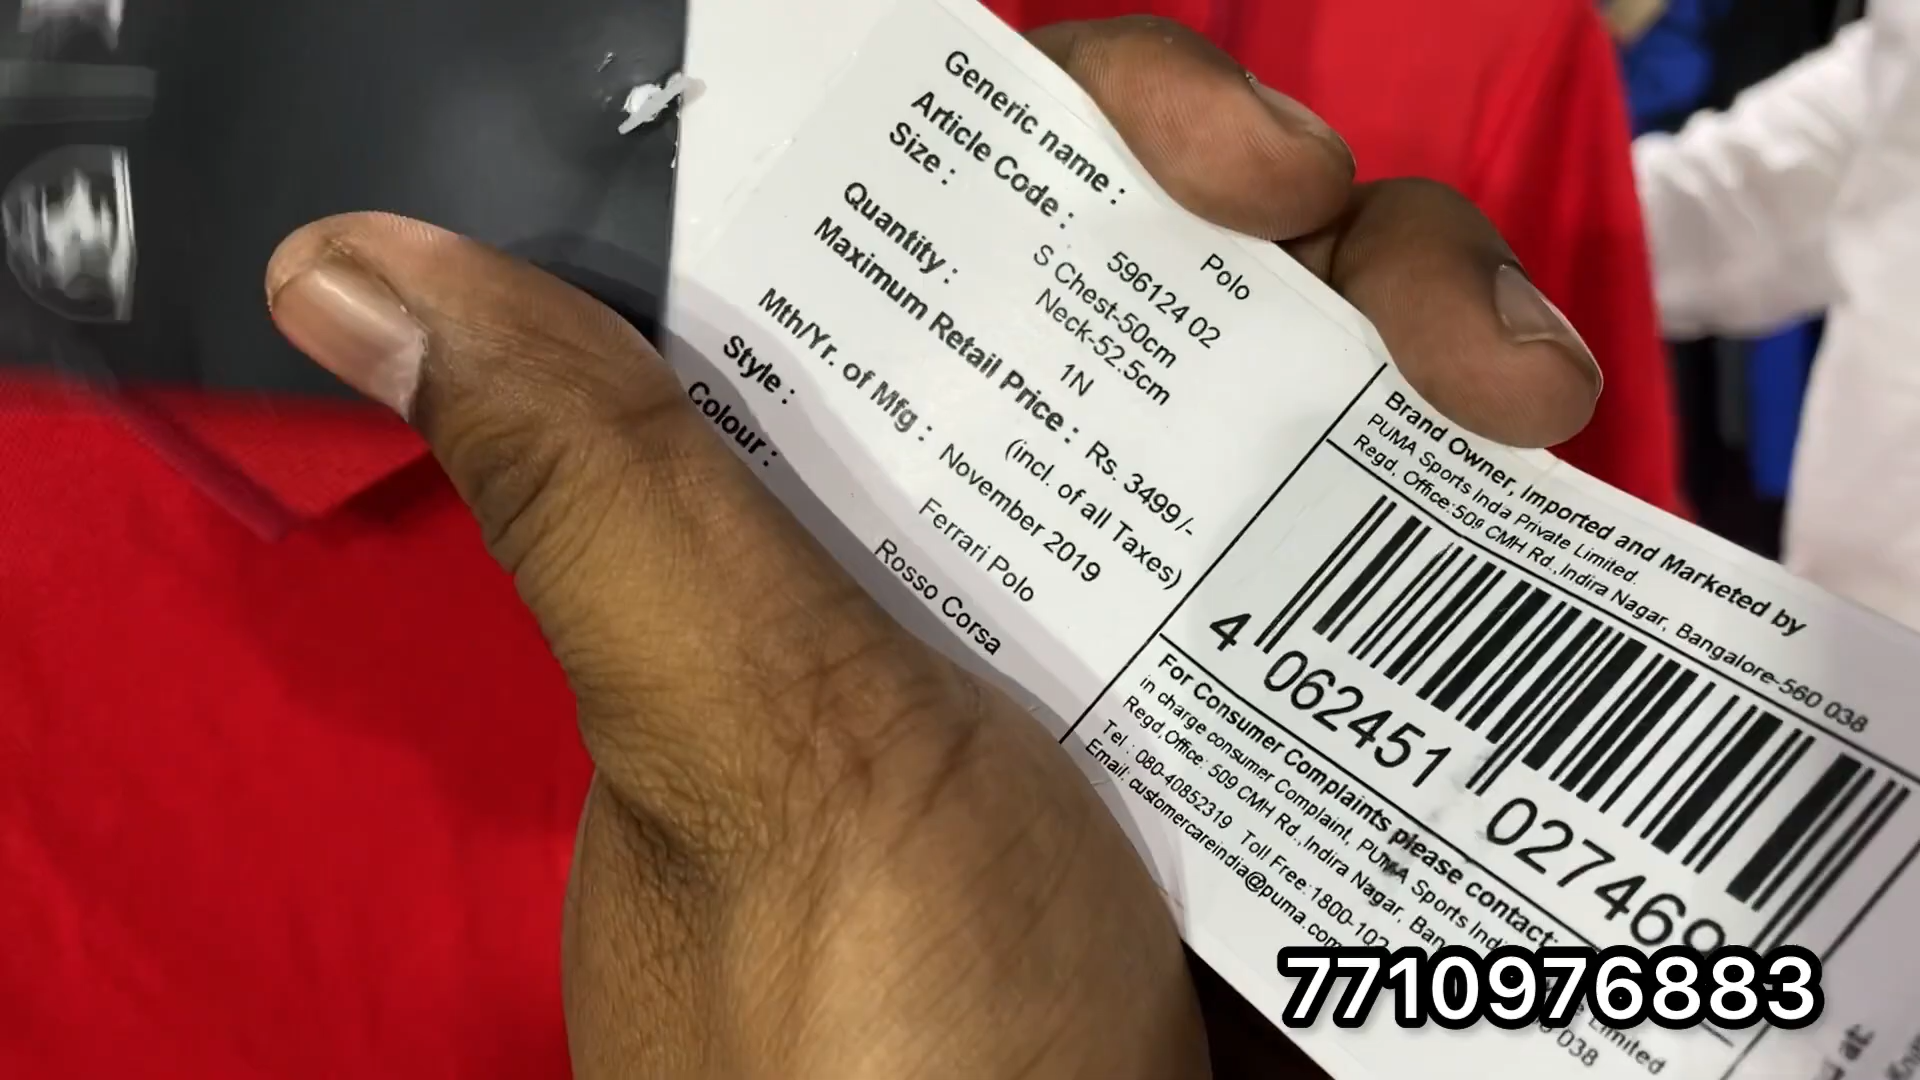 Generic name :
Polo
Article Code :
596124 02
Size :
S Chest-50cm
Neck-52.5cm
Quantity :
1N
Maximum Retail Price :
Rs. 3499/-
(incl. of all Taxes)
Mth/Yr. of Mfg :
November 2019
Style :
Ferrari Polo
Colour :
Rosso Corsa
Brand Owner, Imported and Marketed by
PUMA Sports Inda Private Limited.
Regd. Office:509 CMH Rd.,Indira Nagar, Bangalore-560 038
4 062451 027469
For Consumer Complaints please contact:
in charge consumer Complaint, PUMA Sports
Regd,Office: 509 CMH Rd.,Indira Nagar,
Tel : 080-40852319 Toll Free:1800-102
Email: customercareindia@puma.com
Limited
038
7710976883